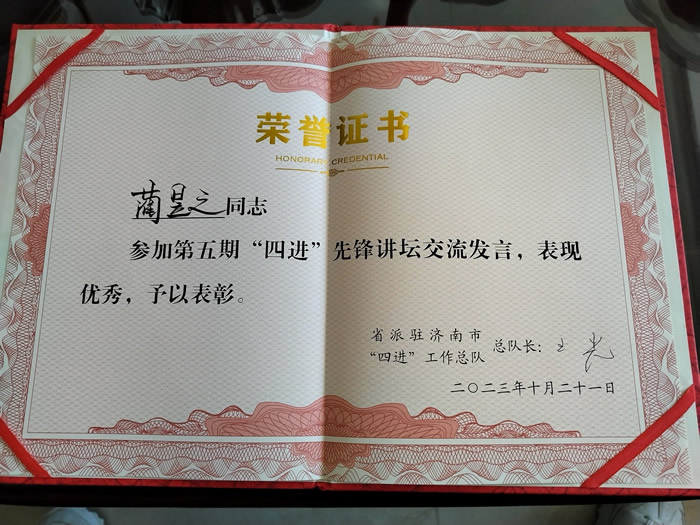 荣誉证书
HONORARY CREDENTIAL
蔺昱之同志
参加第五期“四进”先锋讲坛交流发言，表现
优秀，予以表彰。
省派驻济南市
“四进”工作总队 总队长：
二〇二三年十月二十一日